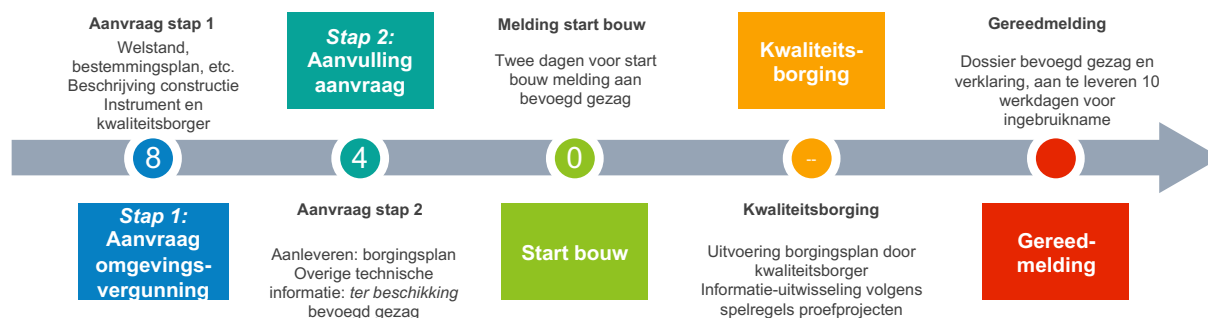 Aanvraag stap 1
Welstand,
bestemmingsplan, etc.
Beschrijving constructie
Instrument en
kwaliteitsborger
Stap 2:
Aanvulling
aanvraag
Melding start bouw
Twee dagen voor start
bouw melding aan
bevoegd gezag
Kwaliteits-
borging
Gereedmelding
Dossier bevoegd gezag en
verklaring, aan te leveren 10
werkdagen voor
ingebruikname
8
4
0
--
Stap 1:
Aanvraag
omgevings-
vergunning
Aanvraag stap 2
Aanleveren: borgingsplan
Overige technische
informatie: ter beschikking
bevoegd gezag
Start bouw
Kwaliteitsborging
Uitvoering borgingsplan door
kwaliteitsborger
Informatie-uitwisseling volgens
spelregels proefprojecten
Gereed-
melding